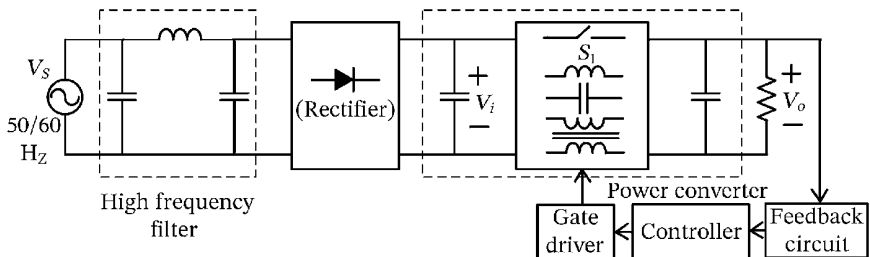 V_S
50/60
H_Z
High frequency
filter
(Rectifier)
+
V_i
−
S_1
+
V_o
−
Power converter
Gate
driver
Controller
Feedback
circuit